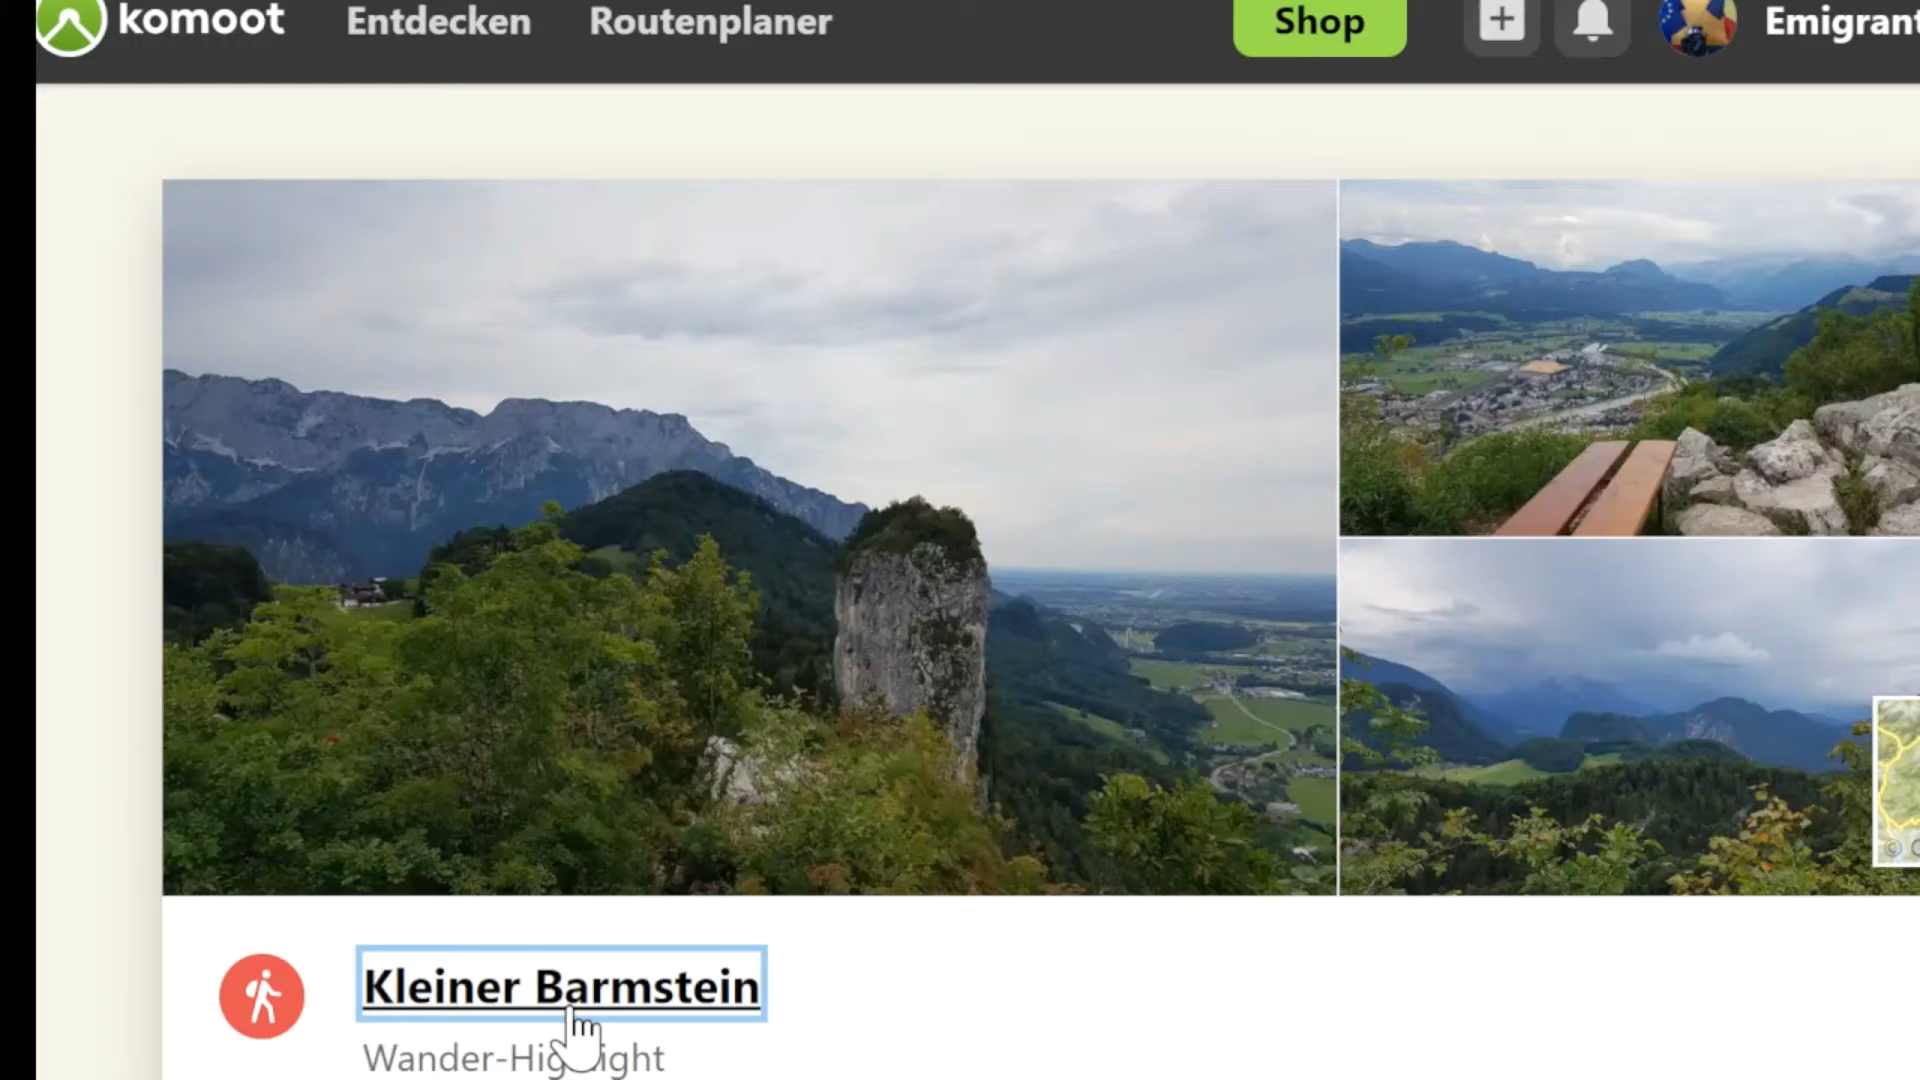 komoot Entdecken Routenplaner Shop Emigrant
Kleiner Barmstein
Wander-Highlight